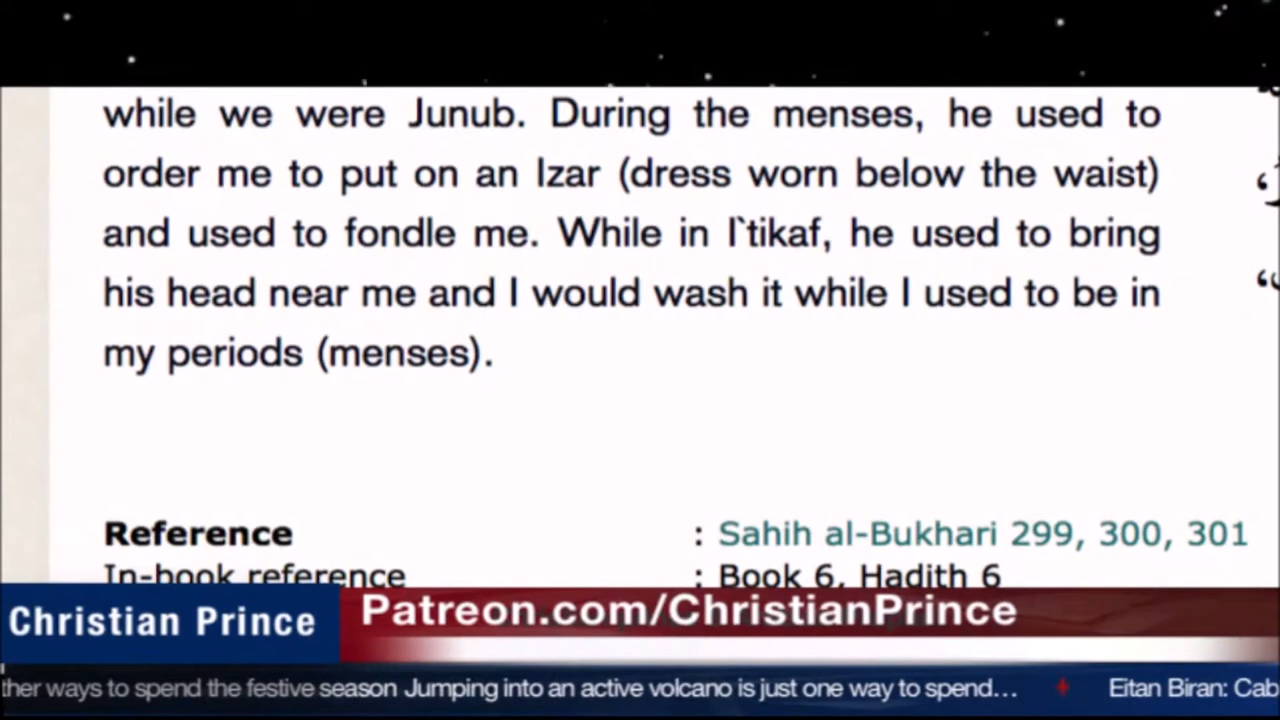 while we were Junub. During the menses, he used to
order me to put on an Izar (dress worn below the waist)
and used to fondle me. While in I`tikaf, he used to bring
his head near me and I would wash it while I used to be in
my periods (menses).
Reference : Sahih al-Bukhari 299, 300, 301
In-book reference : Book 6, Hadith 6
Christian Prince
Patreon.com/ChristianPrince
ther ways to spend the festive season Jumping into an active volcano is just one way to spend... Eitan Biran: Cab